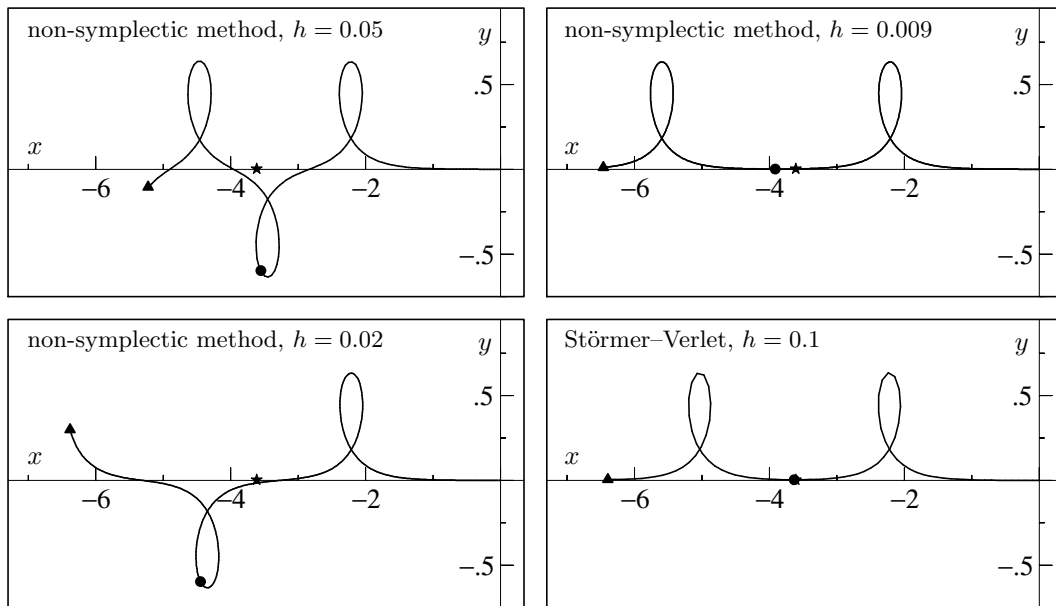 non-symplectic method, h = 0.05
y
.5
x
−6
−4
−2
−.5
non-symplectic method, h = 0.009
y
.5
x
−6
−4
−2
−.5
non-symplectic method, h = 0.02
y
.5
x
−6
−4
−2
−.5
Störmer–Verlet, h = 0.1
y
.5
x
−6
−4
−2
−.5